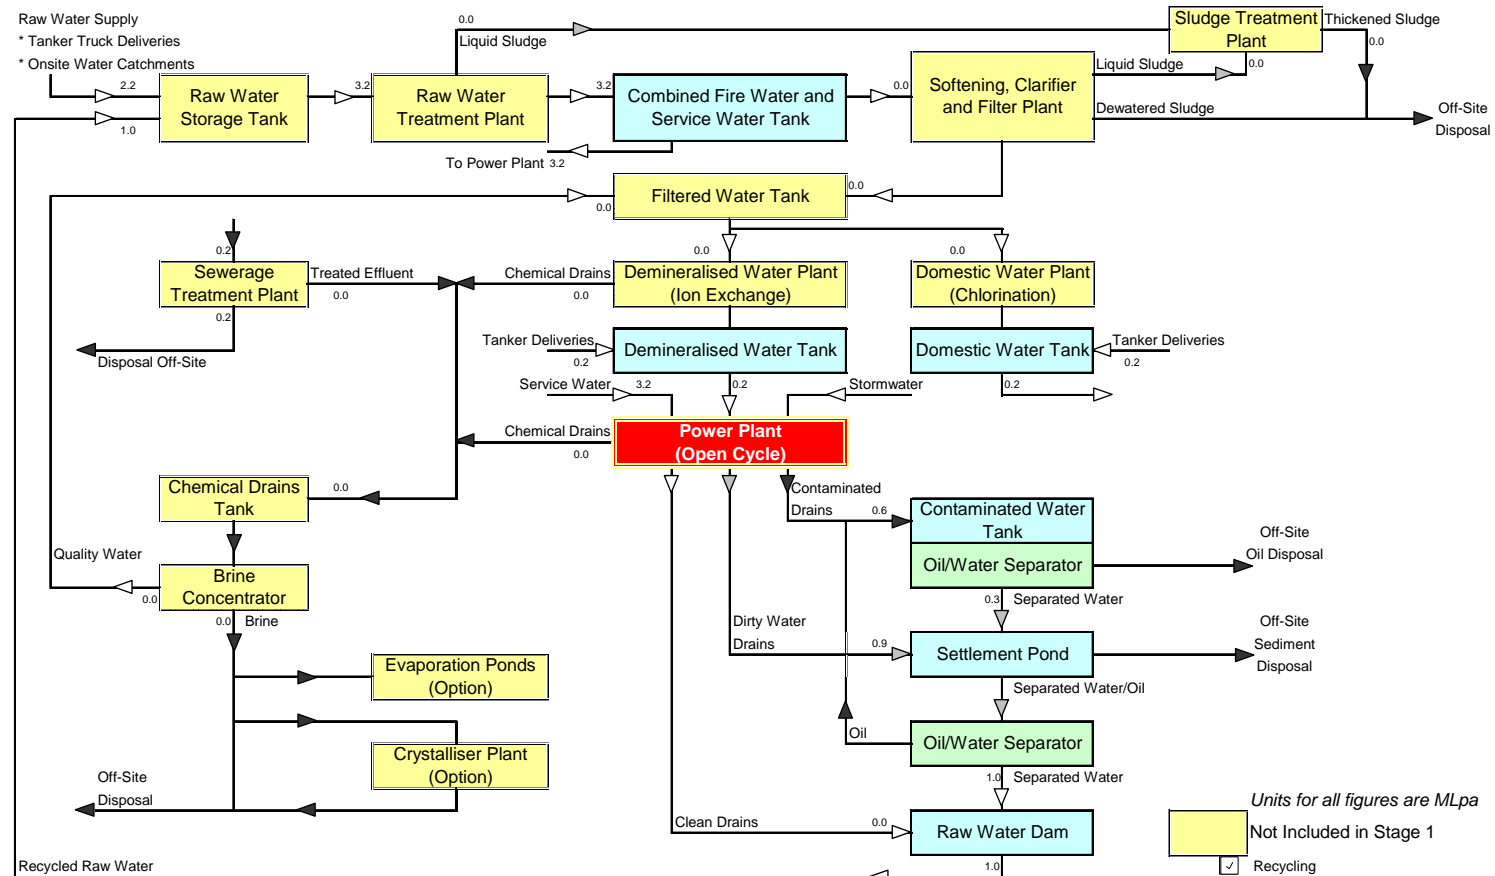 Raw Water Supply
* Tanker Truck Deliveries
* Onsite Water Catchments
2.2
1.0
Raw Water
Storage Tank
3.2
Raw Water
Treatment Plant
0.0
Liquid Sludge
3.2
Combined Fire Water and
Service Water Tank
To Power Plant 3.2
0.0
Softening, Clarifier
and Filter Plant
Sludge Treatment
Plant
Thickened Sludge
0.0
Liquid Sludge
0.0
Dewatered Sludge
Off-Site
Disposal
0.0
Filtered Water Tank
0.0
0.2
Sewerage
Treatment Plant
Treated Effluent
0.0
0.2
Disposal Off-Site
Chemical Drains
0.0
0.0
Demineralised Water Plant
(Ion Exchange)
0.0
Domestic Water Plant
(Chlorination)
Tanker Deliveries
0.2
Demineralised Water Tank
Domestic Water Tank
Tanker Deliveries
0.2
Service Water
3.2
0.2
Stormwater
0.2
Chemical Drains
0.0
Power Plant
(Open Cycle)
Chemical Drains
Tank
0.0
Contaminated
Drains
0.6
Contaminated Water
Tank
Oil/Water Separator
Off-Site
Oil Disposal
Quality Water
0.0
Brine
Concentrator
0.0
Brine
0.3
Separated Water
Dirty Water
Drains
0.9
Settlement Pond
Off-Site
Sediment
Disposal
Evaporation Ponds
(Option)
Separated Water/Oil
Oil
Oil/Water Separator
Crystalliser Plant
(Option)
Off-Site
Disposal
1.0
Separated Water
Clean Drains
0.0
Raw Water Dam
1.0
Recycled Raw Water
Units for all figures are MLpa
Not Included in Stage 1
Recycling